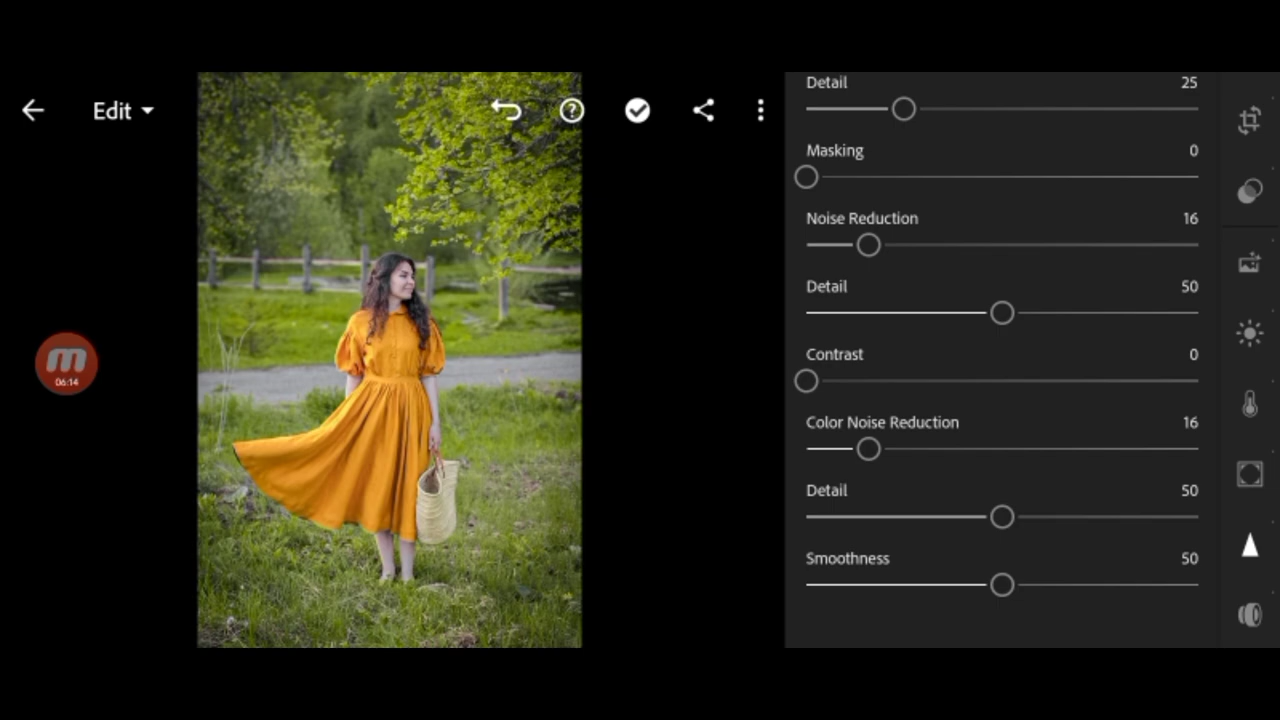 Edit
Detail 25
Masking 0
Noise Reduction 16
Detail 50
Contrast 0
Color Noise Reduction 16
Detail 50
Smoothness 50
m
06:14